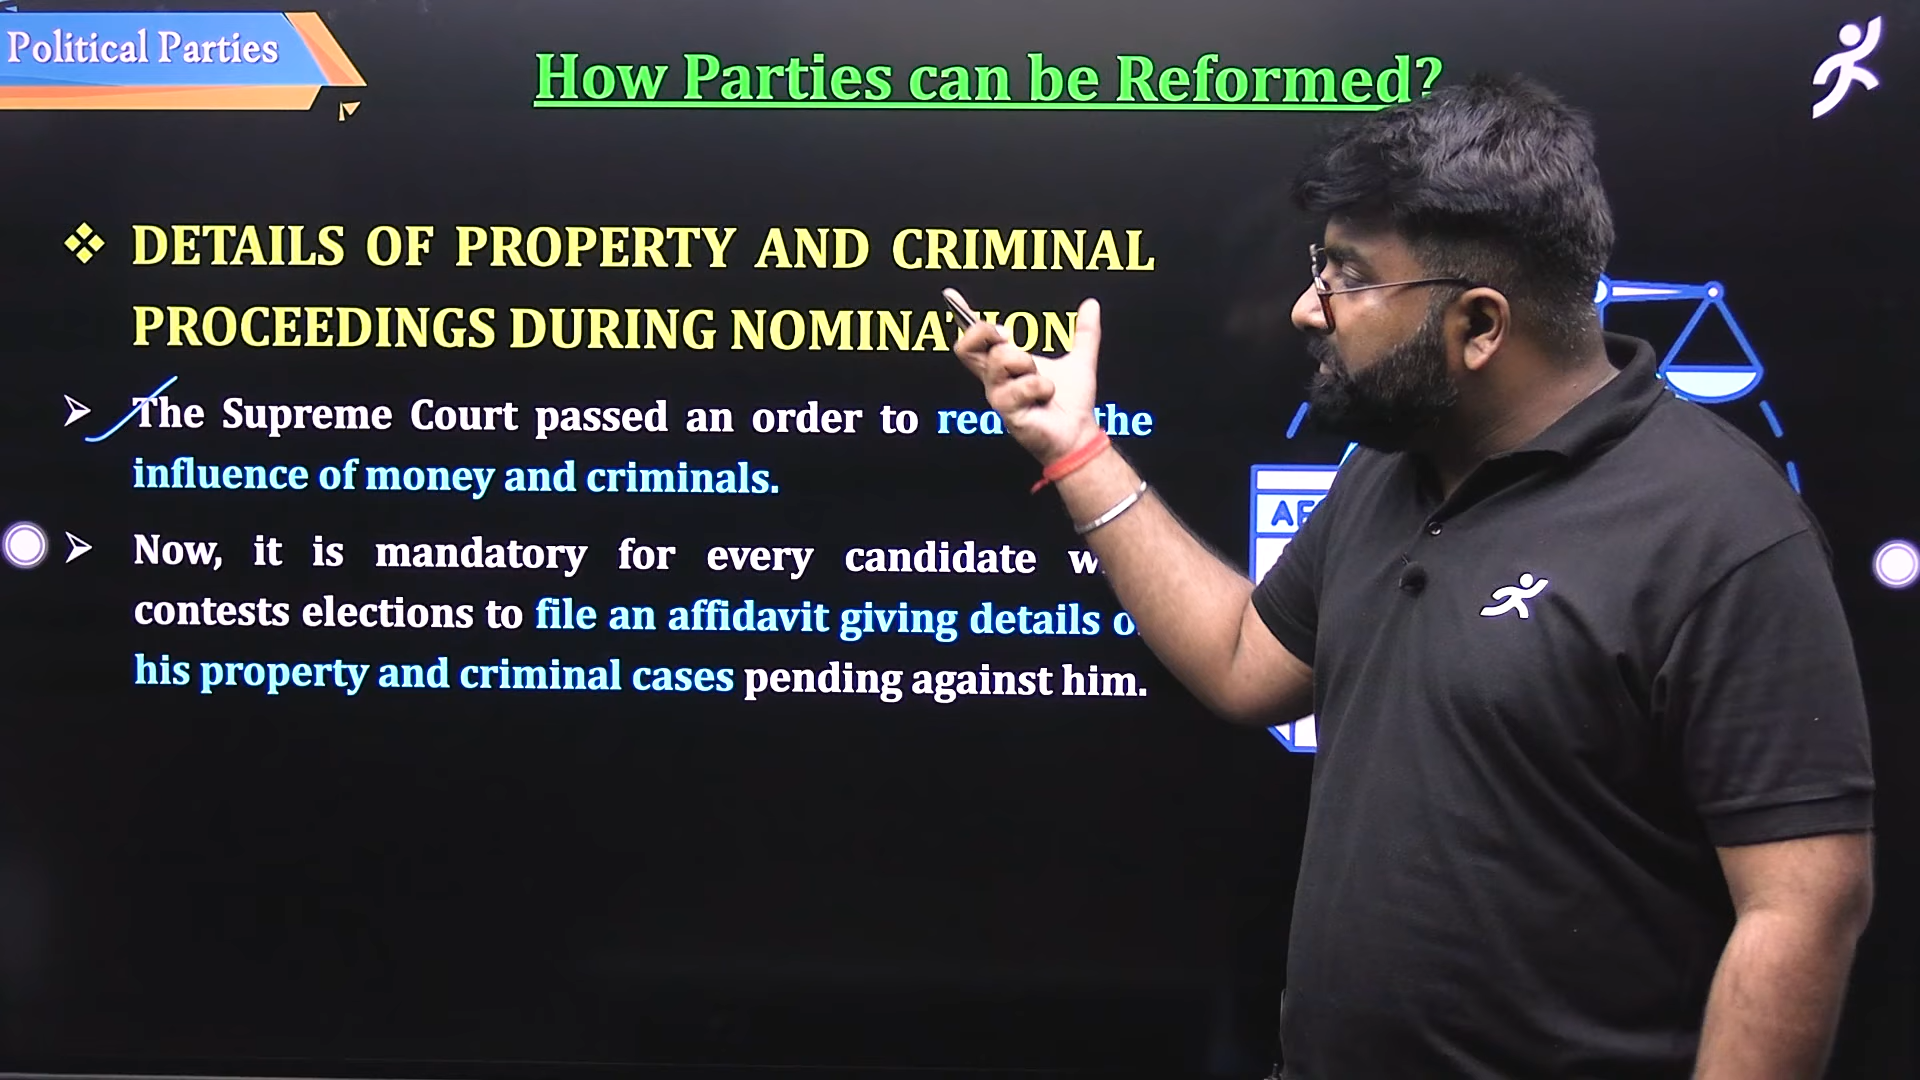 Political Parties
How Parties can be Reformed?
DETAILS OF PROPERTY AND CRIMINAL
PROCEEDINGS DURING NOMINATION
The Supreme Court passed an order to the
influence of money and criminals.
Now, it is mandatory for every candidate
contests elections to file an affidavit giving details
his property and criminal cases pending against him.